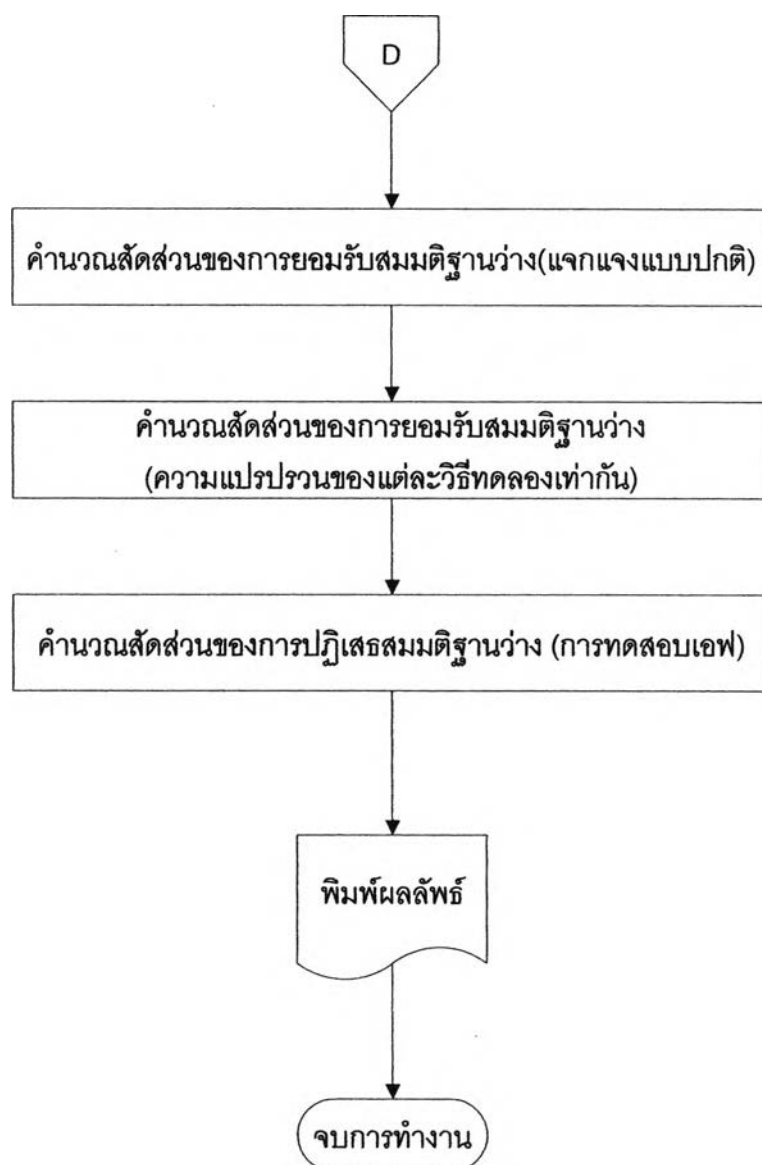 D
คำนวณสัดส่วนของการยอมรับสมมติฐานว่าง(แจกแจงแบบปกติ)
คำนวณสัดส่วนของการยอมรับสมมติฐานว่าง
(ความแปรปรวนของแต่ละวิธีทดลองเท่ากัน)
คำนวณสัดส่วนของการปฏิเสธสมมติฐานว่าง (การทดสอบเอฟ)
พิมพ์ผลลัพธ์
จบการทำงาน